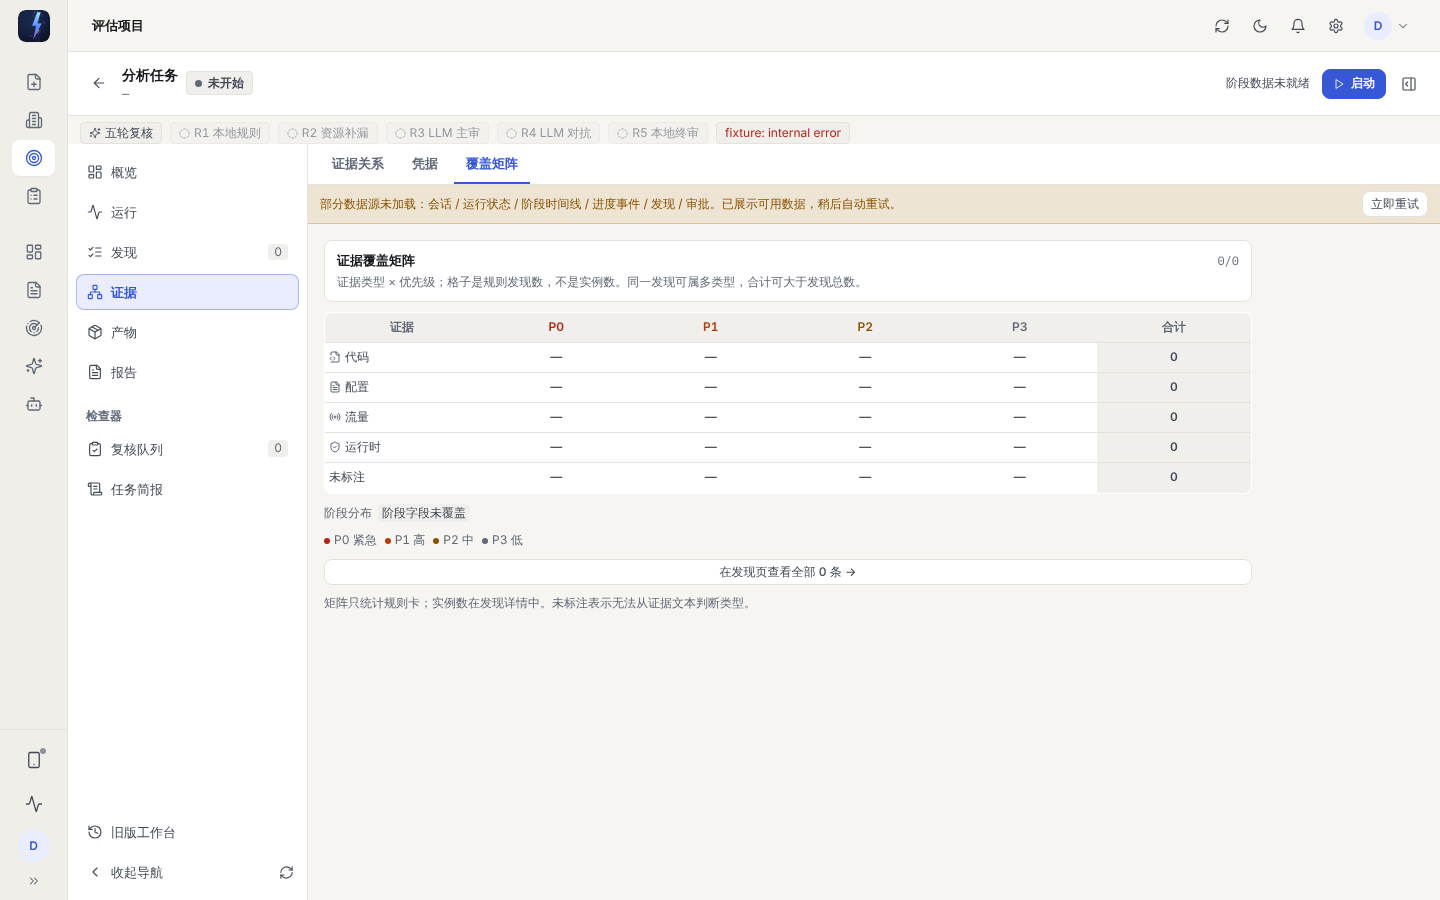 评估项目
D
分析任务
—
未开始
阶段数据未就绪
启动
五轮复核
R1 本地规则
R2 资源补漏
R3 LLM 主审
R4 LLM 对抗
R5 本地终审
fixture: internal error
概览
运行
发现
0
证据
产物
报告
检查器
复核队列
0
任务简报
旧版工作台
收起导航
D
证据关系
凭据
覆盖矩阵
部分数据源未加载：会话 / 运行状态 / 阶段时间线 / 进度事件 / 发现 / 审批。已展示可用数据，稍后自动重试。
立即重试
证据覆盖矩阵
0/0
证据类型 × 优先级；格子是规则发现数，不是实例数。同一发现可属多类型，合计可大于发现总数。
证据 P0 P1 P2 P3 合计
代码 — — — — 0
配置 — — — — 0
流量 — — — — 0
运行时 — — — — 0
未标注 — — — — 0
阶段分布 阶段字段未覆盖
P0 紧急 P1 高 P2 中 P3 低
在发现页查看全部 0 条 →
矩阵只统计规则卡；实例数在发现详情中。未标注表示无法从证据文本判断类型。